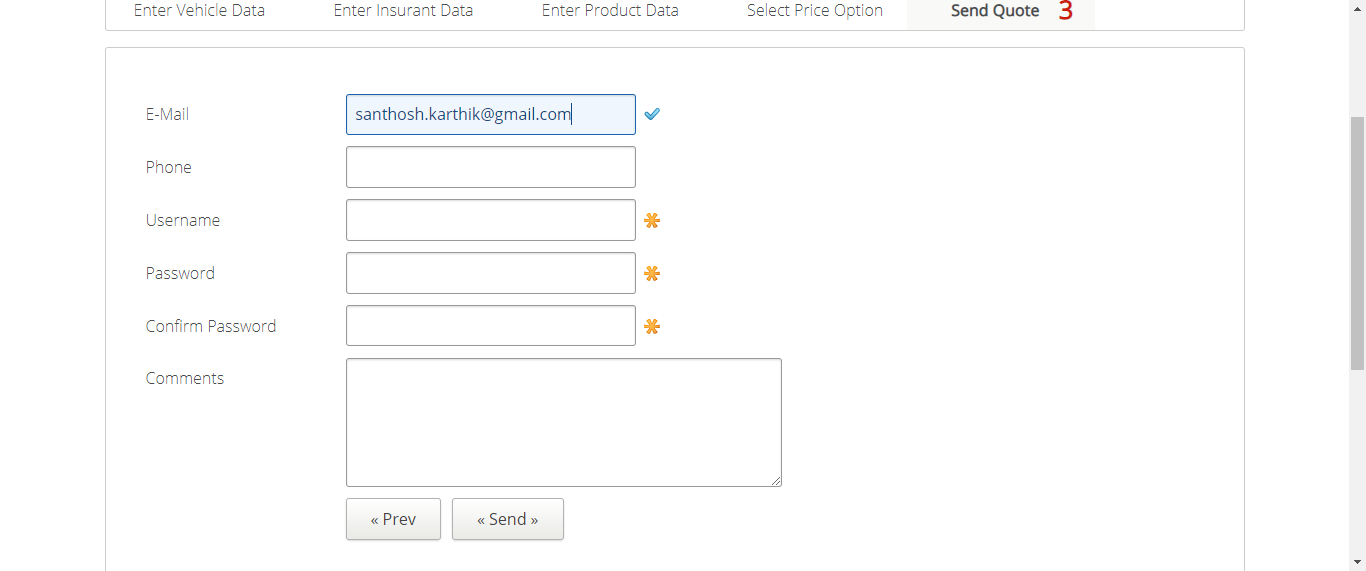 Enter Vehicle Data Enter Insurant Data Enter Product Data Select Price Option Send Quote 3
E-Mail santhosh.karthik@gmail.com
Phone
Username
Password
Confirm Password
Comments
« Prev « Send »